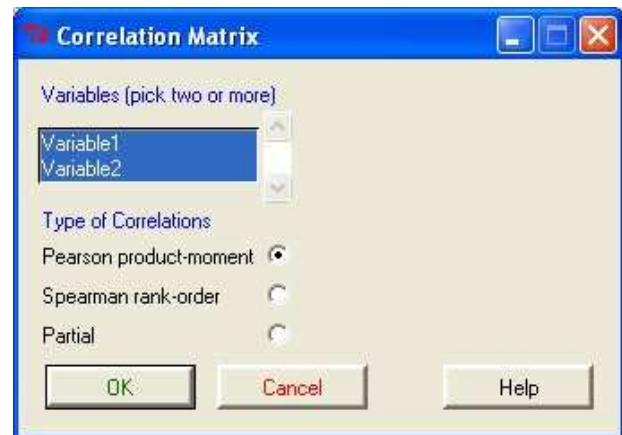 Correlation Matrix
Variables (pick two or more)
Variable1
Variable2
Type of Correlations
Pearson product-moment
Spearman rank-order
Partial
OK Cancel Help